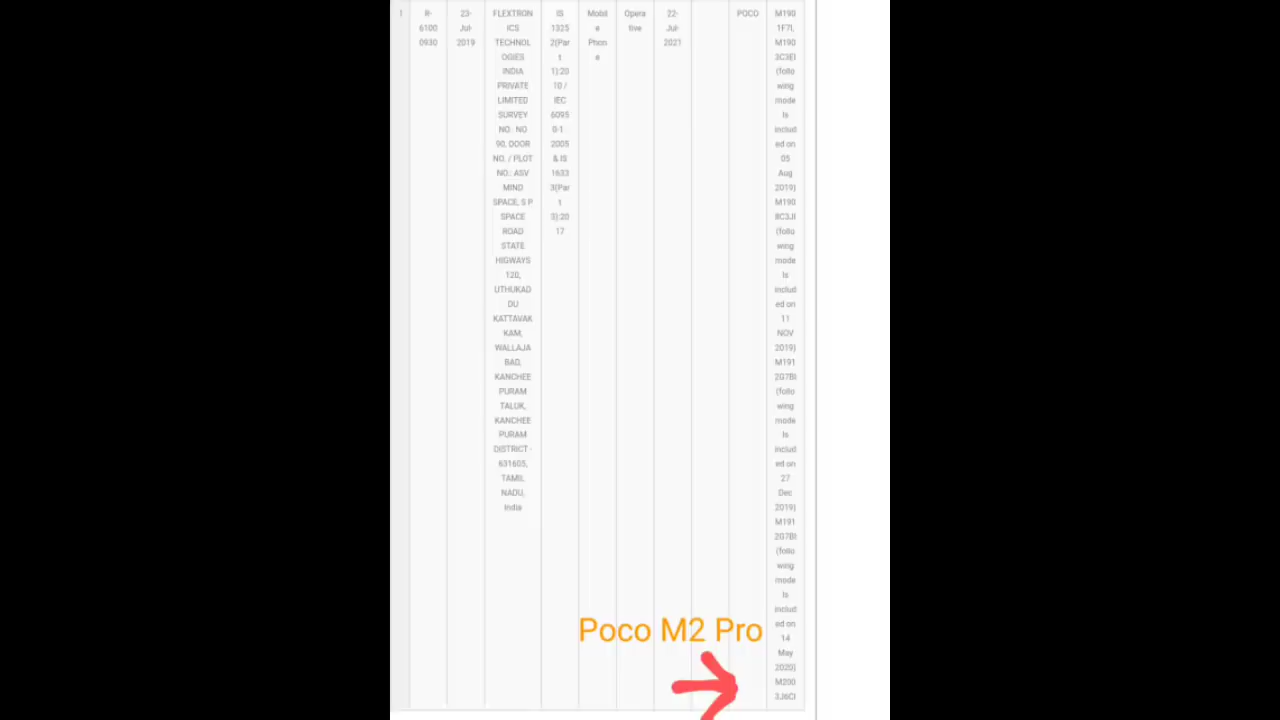 1
R-
6100
0930
23-
Jul-
2019
FLEXTRON
ICS
TECHNOL
OGIES
INDIA
PRIVATE
LIMITED
SURVEY
NO.: NO
90, DOOR
NO. / PLOT
NO.: ASV
MIND
SPACE, S P
SPACE
ROAD
STATE
HIGWAYS
120,
UTHUKAD
DU
KATTAVAK
KAM,
WALLAJA
BAD,
KANCHEE
PURAM
TALUK,
KANCHEE
PURAM
DISTRICT -
631605,
TAMIL
NADU,
India
IS
1325
2(Par
t
1):20
10 /
IEC
6095
0-1
2005
& IS
1633
3(Par
t
3):20
17
Mobil
e
Phon
e
Opera
tive
22-
Jul-
2021
POCO
M190
1F7I,
M190
3C3EI
(follo
wing
mode
ls
includ
ed on
05
Aug
2019)
M190
8C3JI
(follo
wing
mode
ls
includ
ed on
11
NOV
2019)
M191
2G7BI
(follo
wing
mode
ls
includ
ed on
27
Dec
2019)
M191
2G7BI
(follo
wing
mode
ls
includ
ed on
14
May
2020)
M200
3J6CI
Poco M2 Pro